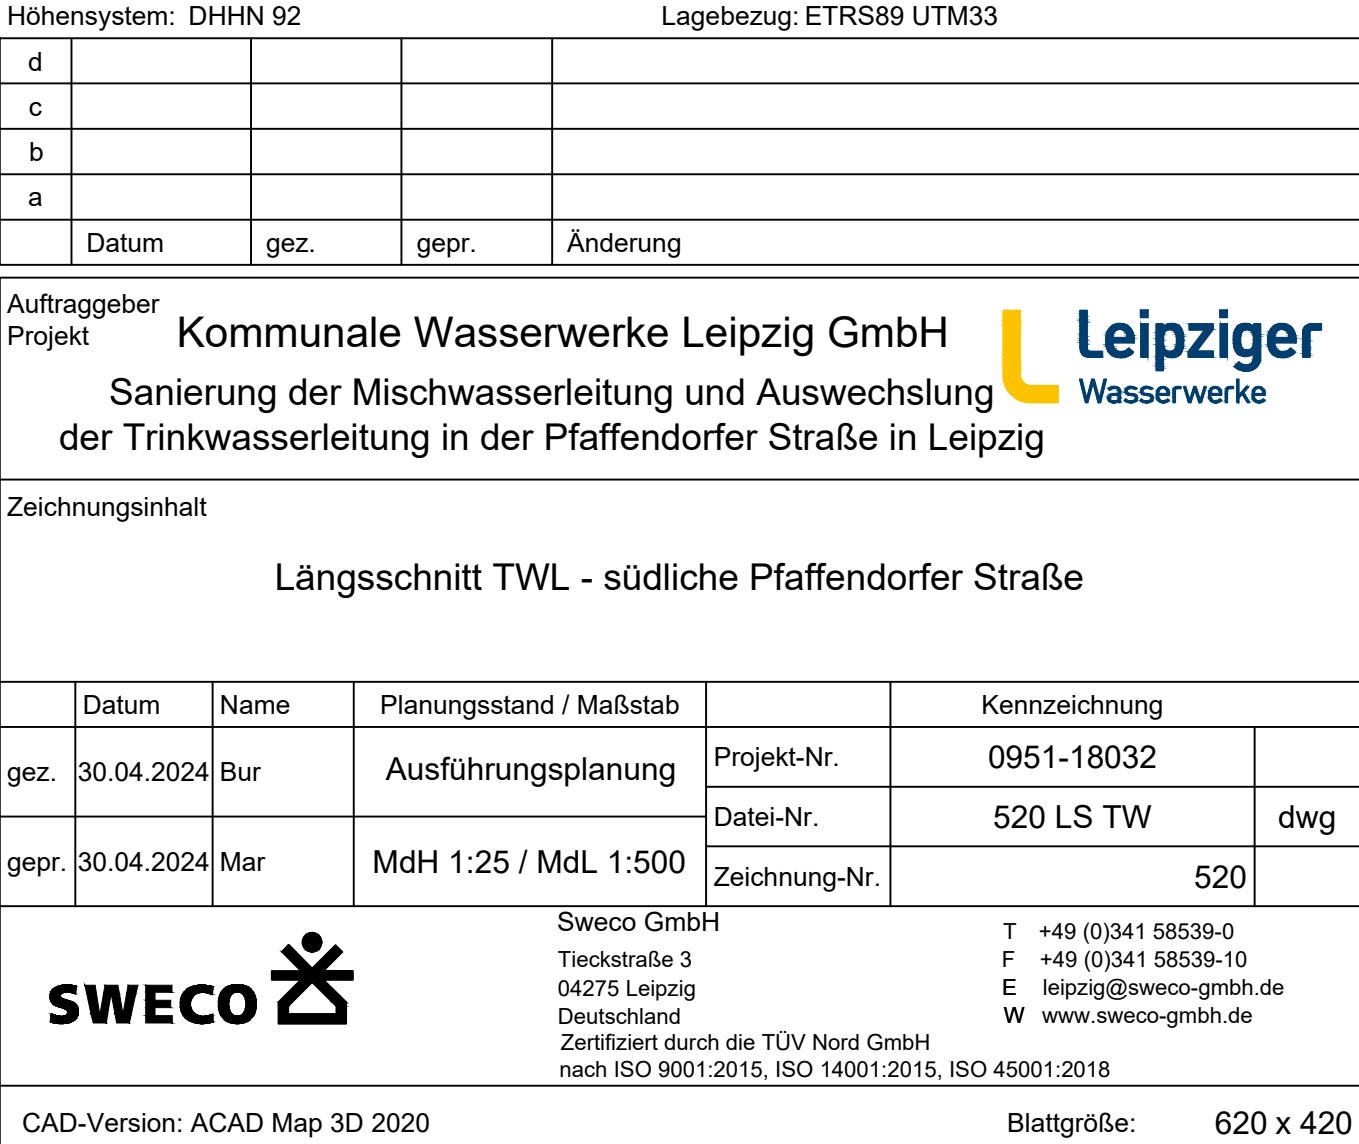 Höhensystem: DHHN 92 Lagebezug: ETRS89 UTM33
d
c
b
a
Datum gez. gepr. Änderung
Auftraggeber
Projekt
Kommunale Wasserwerke Leipzig GmbH
Sanierung der Mischwasserleitung und Auswechslung
der Trinkwasserleitung in der Pfaffendorfer Straße in Leipzig
Leipziger
Wasserwerke
Zeichnungsinhalt
Längsschnitt TWL - südliche Pfaffendorfer Straße
Datum Name Planungsstand / Maßstab Kennzeichnung
gez. 30.04.2024 Bur Ausführungsplanung
gepr. 30.04.2024 Mar MdH 1:25 / MdL 1:500
Projekt-Nr. 0951-18032
Datei-Nr. 520 LS TW dwg
Zeichnung-Nr. 520
SWECO
Sweco GmbH
Tieckstraße 3
04275 Leipzig
Deutschland
Zertifiziert durch die TÜV Nord GmbH
nach ISO 9001:2015, ISO 14001:2015, ISO 45001:2018
T +49 (0)341 58539-0
F +49 (0)341 58539-10
E leipzig@sweco-gmbh.de
W www.sweco-gmbh.de
CAD-Version: ACAD Map 3D 2020 Blattgröße: 620 x 420